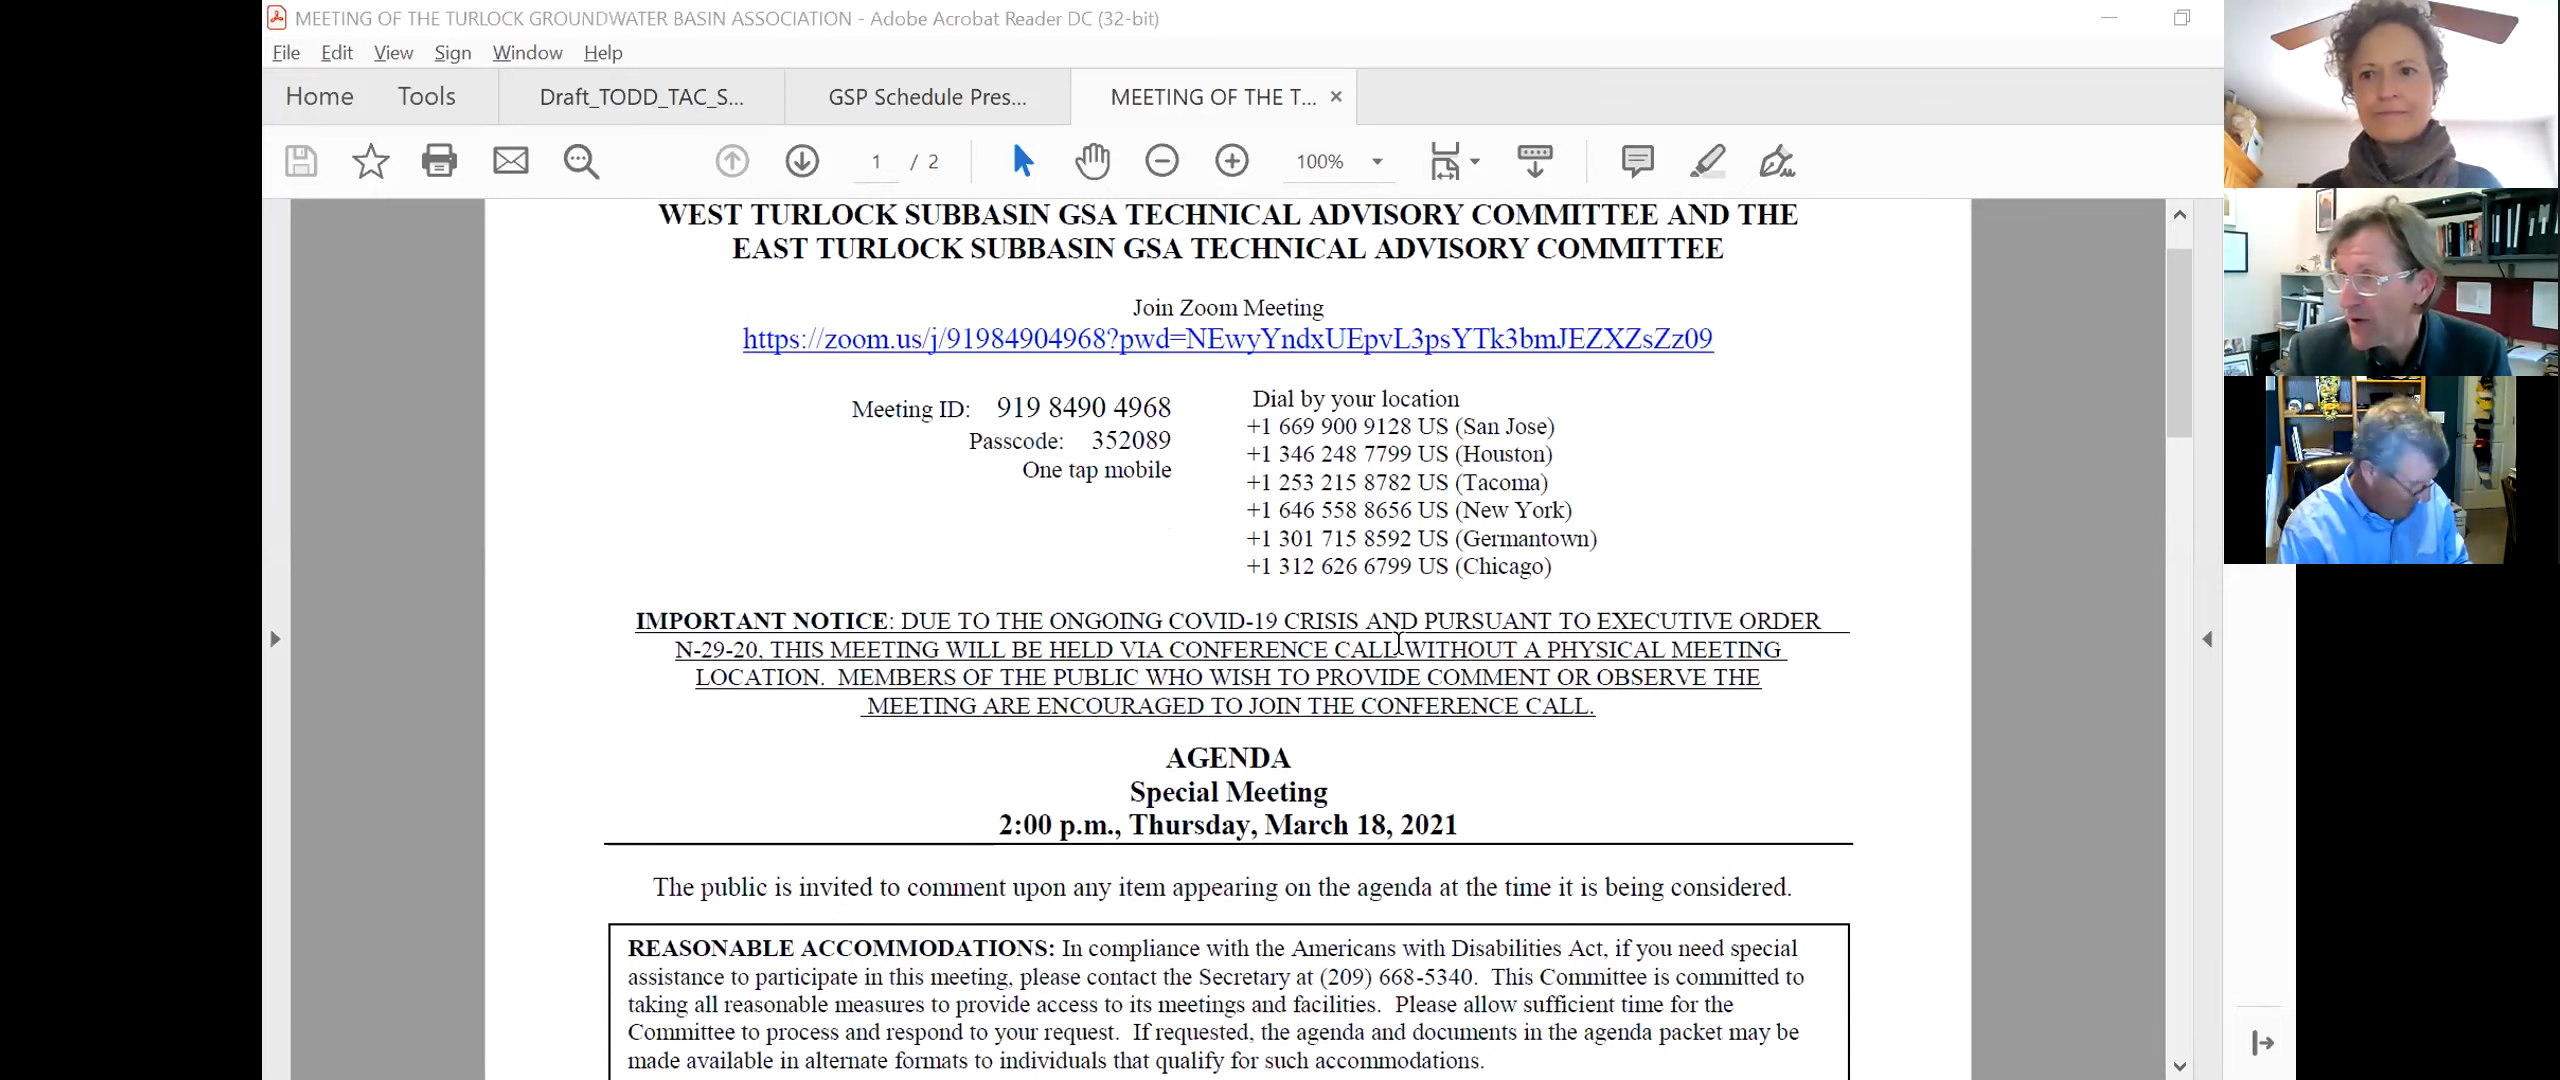 MEETING OF THE TURLOCK GROUNDWATER BASIN ASSOCIATION - Adobe Acrobat Reader DC (32-bit)
File Edit View Sign Window Help
Home Tools Draft_TODD_TAC_S... GSP Schedule Pres... MEETING OF THE T... ×
1 / 2 100%
WEST TURLOCK SUBBASIN GSA TECHNICAL ADVISORY COMMITTEE AND THE
EAST TURLOCK SUBBASIN GSA TECHNICAL ADVISORY COMMITTEE
Join Zoom Meeting
https://zoom.us/j/91984904968?pwd=NEwyYndxUEpvL3psYTk3bmJEZXZsZz09
Meeting ID: 919 8490 4968
Passcode: 352089
One tap mobile
Dial by your location
+1 669 900 9128 US (San Jose)
+1 346 248 7799 US (Houston)
+1 253 215 8782 US (Tacoma)
+1 646 558 8656 US (New York)
+1 301 715 8592 US (Germantown)
+1 312 626 6799 US (Chicago)
IMPORTANT NOTICE: DUE TO THE ONGOING COVID-19 CRISIS AND PURSUANT TO EXECUTIVE ORDER
N-29-20, THIS MEETING WILL BE HELD VIA CONFERENCE CALL WITHOUT A PHYSICAL MEETING
LOCATION. MEMBERS OF THE PUBLIC WHO WISH TO PROVIDE COMMENT OR OBSERVE THE
MEETING ARE ENCOURAGED TO JOIN THE CONFERENCE CALL.
AGENDA
Special Meeting
2:00 p.m., Thursday, March 18, 2021
The public is invited to comment upon any item appearing on the agenda at the time it is being considered.
REASONABLE ACCOMMODATIONS: In compliance with the Americans with Disabilities Act, if you need special
assistance to participate in this meeting, please contact the Secretary at (209) 668-5340. This Committee is committed to
taking all reasonable measures to provide access to its meetings and facilities. Please allow sufficient time for the
Committee to process and respond to your request. If requested, the agenda and documents in the agenda packet may be
made available in alternate formats to individuals that qualify for such accommodations.